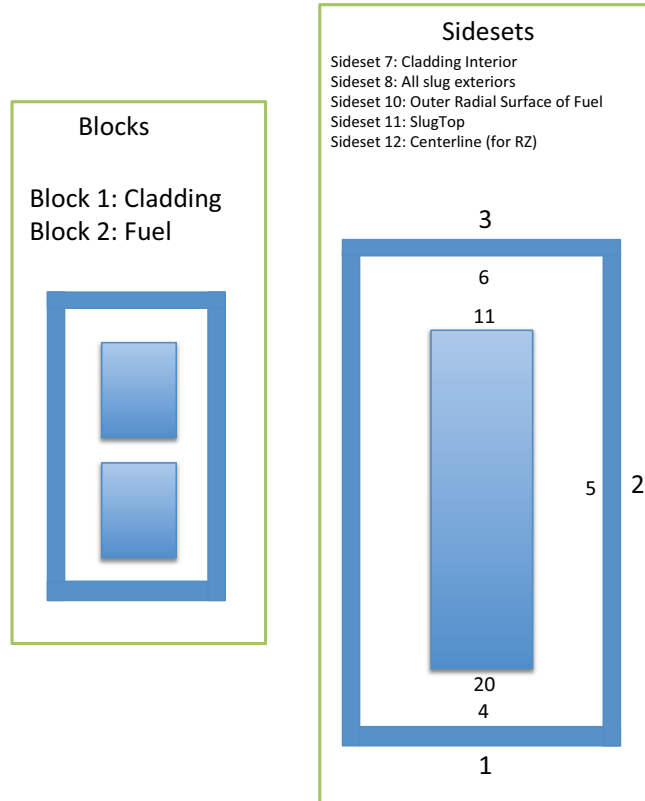 Blocks
Block 1: Cladding
Block 2: Fuel
Sidesets
Sideset 7: Cladding Interior
Sideset 8: All slug exteriors
Sideset 10: Outer Radial Surface of Fuel
Sideset 11: SlugTop
Sideset 12: Centerline (for RZ)
3
6
11
5
2
20
4
1